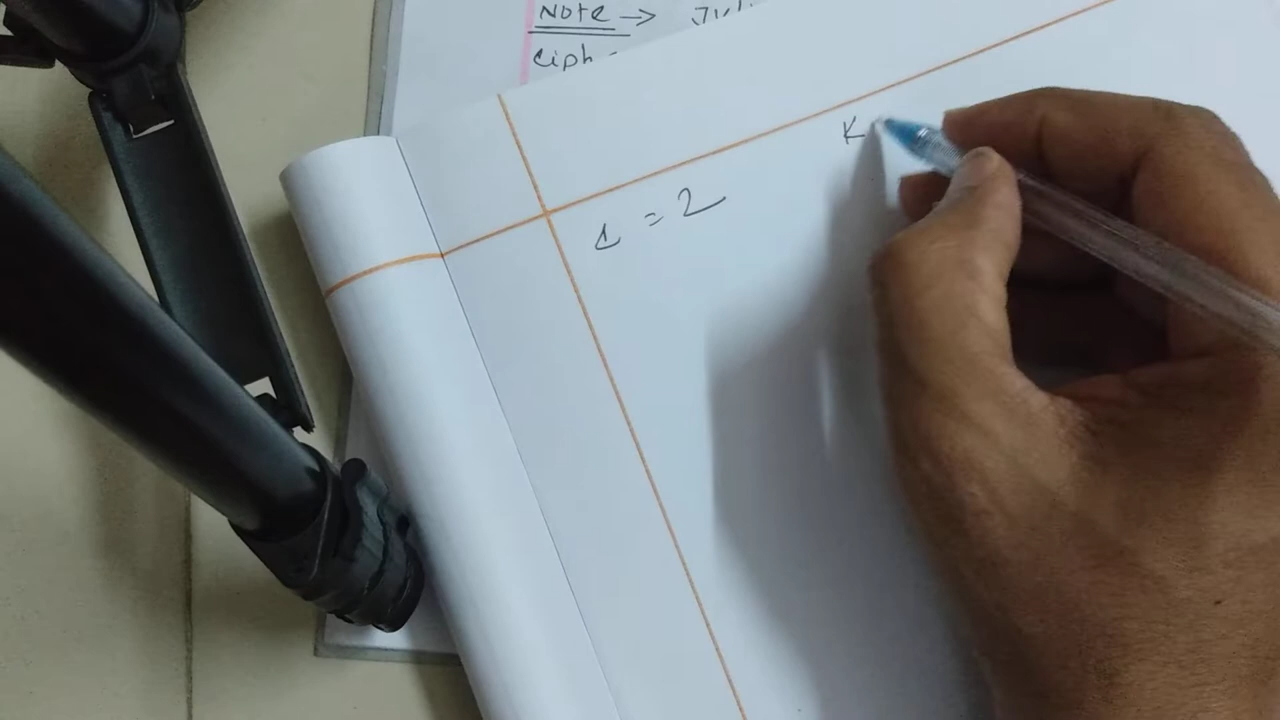 Note →
Ciph
c = 2
K